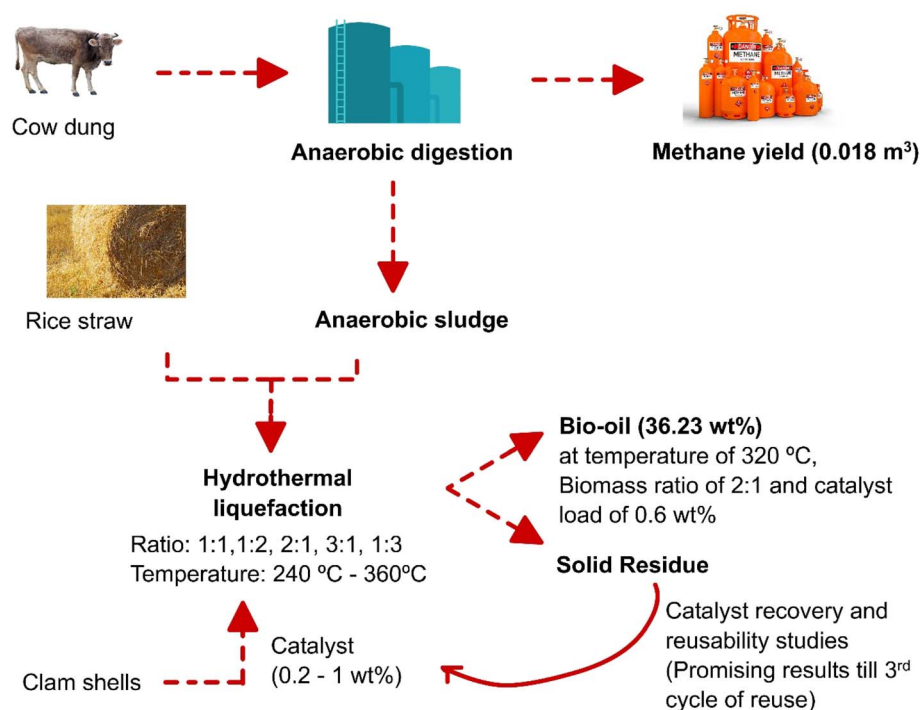 Cow dung
Anaerobic digestion
DANGER
METHANE
Methane yield (0.018 m³)
Rice straw
Anaerobic sludge
Hydrothermal
liquefaction
Ratio: 1:1,1:2, 2:1, 3:1, 1:3
Temperature: 240 ºC - 360ºC
Bio-oil (36.23 wt%)
at temperature of 320 ºC,
Biomass ratio of 2:1 and catalyst
load of 0.6 wt%
Solid Residue
Catalyst recovery and
reusability studies
(Promising results till 3ʳᵈ
cycle of reuse)
Catalyst
(0.2 - 1 wt%)
Clam shells